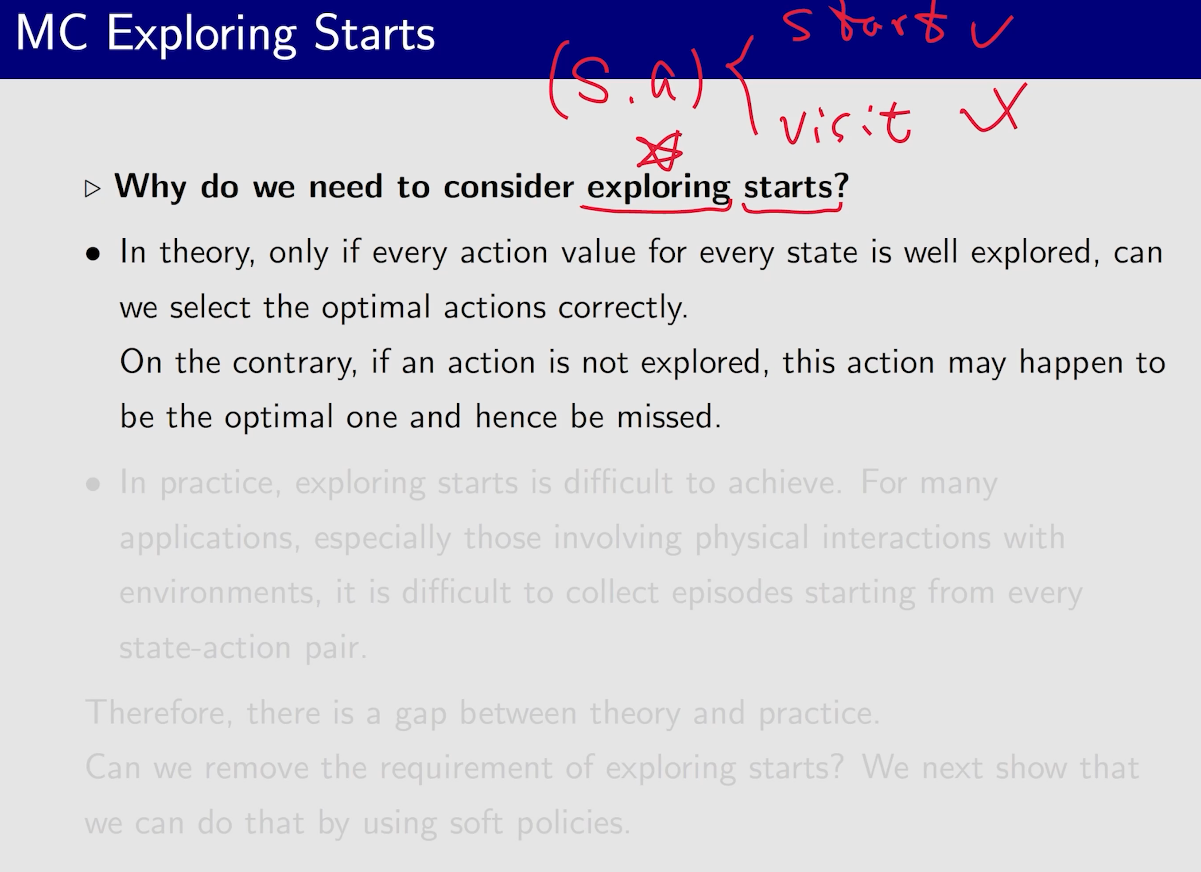 MC Exploring Starts
start ✓
(s.a) {
visit ✗
▷ Why do we need to consider exploring starts?
• In theory, only if every action value for every state is well explored, can
we select the optimal actions correctly.
On the contrary, if an action is not explored, this action may happen to
be the optimal one and hence be missed.
• In practice, exploring starts is difficult to achieve. For many
applications, especially those involving physical interactions with
environments, it is difficult to collect episodes starting from every
state-action pair.
Therefore, there is a gap between theory and practice.
Can we remove the requirement of exploring starts? We next show that
we can do that by using soft policies.